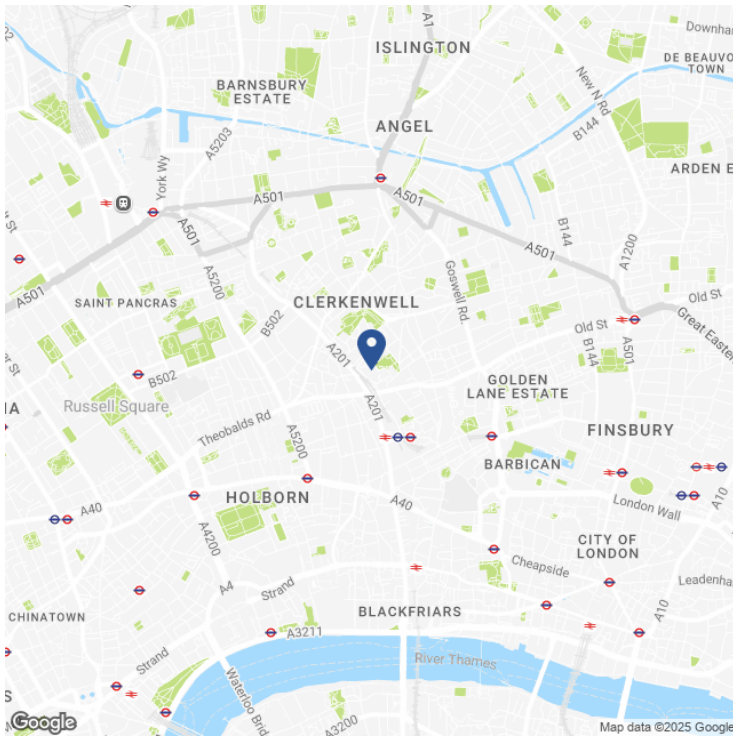 Downham
ISLINGTON
A1
DE BEAUVO
TOWN
BARNSBURY
ESTATE
New N Rd
B144
ANGEL
A5203
York Wy
ARDEN E
A501
A501
A501
B144
A1200
A501
A5200
Goswell Rd.
A501
SAINT PANCRAS
CLERKENWELL
B502
Old St
Great Eastern
Old St
A201
B144
A501
B502
GOLDEN
LANE ESTATE
Russell Square
A201
IA
Theobalds Rd
A5200
FINSBURY
BARBICAN
HOLBORN
A40
A40
London Wall
A10
A4200
CITY OF
LONDON
Cheapside
Leadenha
A4
Strand
CHINATOWN
BLACKFRIARS
A10
A3211
Strand
River Thames
Waterloo Brid
S
A3200
Google
Map data ©2025 Google